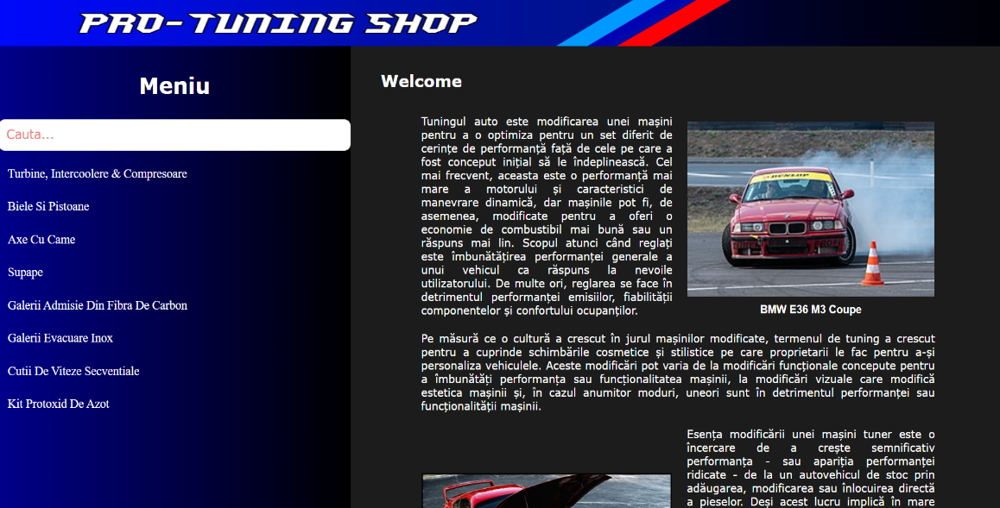 PRO-TUNING SHOP
Meniu
Cauta...
Turbine, Intercoolere & Compresoare
Biele Si Pistoane
Axe Cu Came
Supape
Galerii Admisie Din Fibra De Carbon
Galerii Evacuare Inox
Cutii De Viteze Secventiale
Kit Protoxid De Azot
Welcome
Tuningul auto este modificarea unei mașini
pentru a o optimiza pentru un set diferit de
cerințe de performanță față de cele pe care a
fost conceput inițial să le îndeplinească. Cel
mai frecvent, aceasta este o performanță mai
mare a motorului și caracteristici de
manevrare dinamică, dar mașinile pot fi, de
asemenea, modificate pentru a oferi o
economie de combustibil mai bună sau un
răspuns mai lin. Scopul atunci când reglați
este îmbunătățirea performanței generale a
unui vehicul ca răspuns la nevoile
utilizatorului. De multe ori, reglarea se face în
detrimentul performanței emisiilor, fiabilității
componentelor și confortului ocupanților.
DUNLOP
BMW E36 M3 Coupe
Pe măsură ce o cultură a crescut în jurul mașinilor modificate, termenul de tuning a crescut
pentru a cuprinde schimbările cosmetice și stilistice pe care proprietarii le fac pentru a-și
personaliza vehiculele. Aceste modificări pot varia de la modificări funcționale concepute pentru
a îmbunătăți performanța sau funcționalitatea mașinii, la modificări vizuale care modifică
estetica mașinii și, în cazul anumitor moduri, uneori sunt în detrimentul performanței sau
funcționalității mașinii.
Esența modificării unei mașini tuner este o
încercare de a crește semnificativ
performanța - sau apariția performanței
ridicate - de la un autovehicul de stoc prin
adăugarea, modificarea sau înlocuirea directă
a pieselor. Deși acest lucru implică în mare